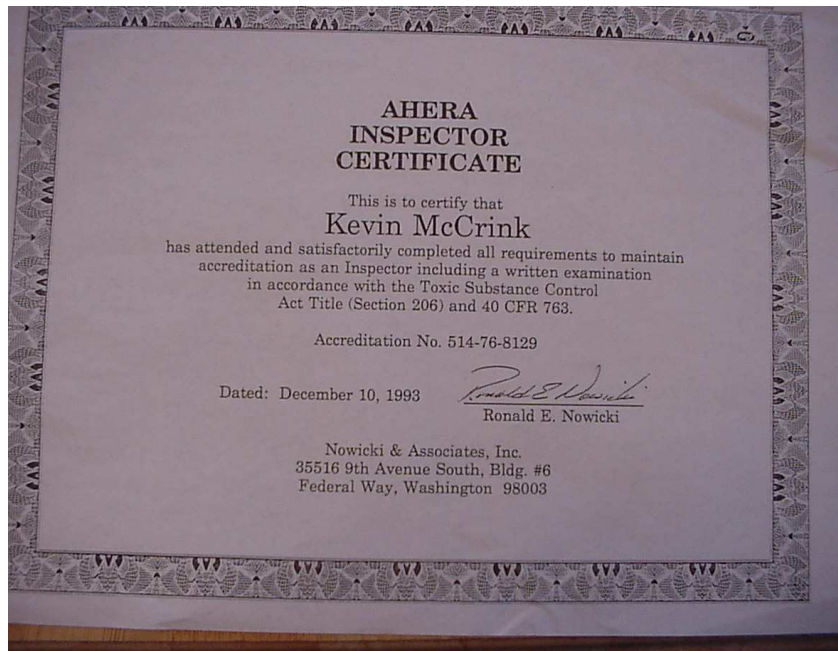 AHERA
INSPECTOR
CERTIFICATE
This is to certify that
Kevin McCrink
has attended and satisfactorily completed all requirements to maintain
accreditation as an Inspector including a written examination
in accordance with the Toxic Substance Control
Act Title (Section 206) and 40 CFR 763.
Accreditation No. 514-76-8129
Dated: December 10, 1993
Ronald E Nowicki
Ronald E. Nowicki
Nowicki & Associates, Inc.
35516 9th Avenue South, Bldg. #6
Federal Way, Washington 98003